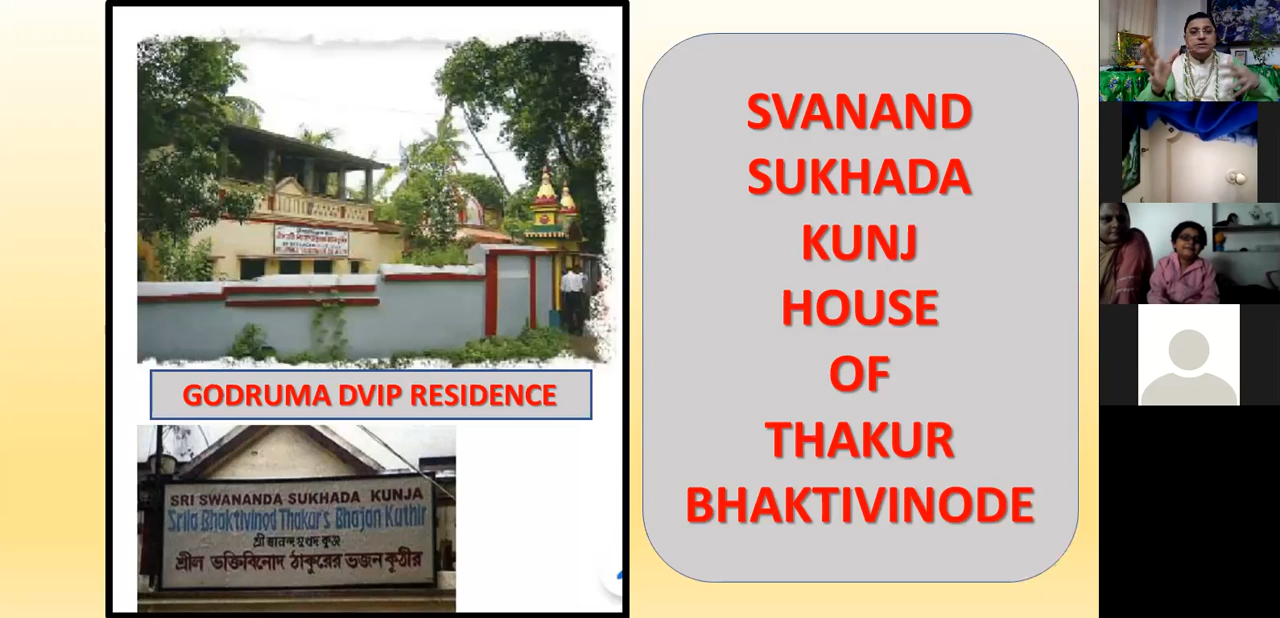 GODRUMA DVIP RESIDENCE
SRI SWANANDA SUKHADA KUNJA
Srila Bhaktivinod Thakur's Bhajan Kuthir
শ্রী স্বানন্দ সুখদ কুঞ্জ
শ্রীল ভক্তিবিনোদ ঠাকুরের ভজন কুঠীর
SVANAND
SUKHADA
KUNJ
HOUSE
OF
THAKUR
BHAKTIVINODE